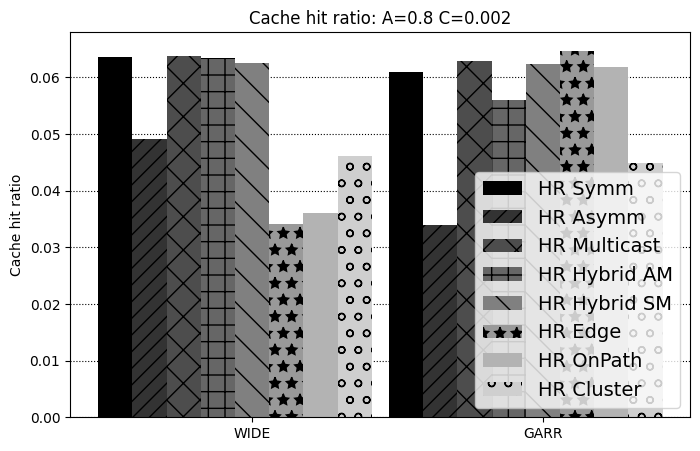 Cache hit ratio: A=0.8 C=0.002
Cache hit ratio
0.06
0.05
0.04
0.03
0.02
0.01
0.00
WIDE
GARR
HR Symm
HR Asymm
HR Multicast
HR Hybrid AM
HR Hybrid SM
HR Edge
HR OnPath
HR Cluster